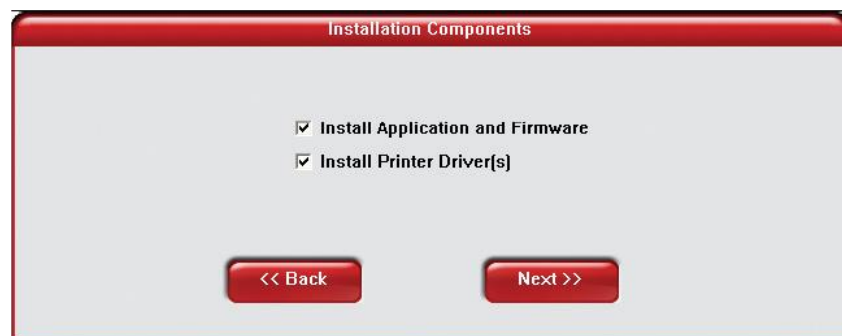 Installation Components
Install Application and Firmware
Install Printer Driver(s)
<< Back Next >>